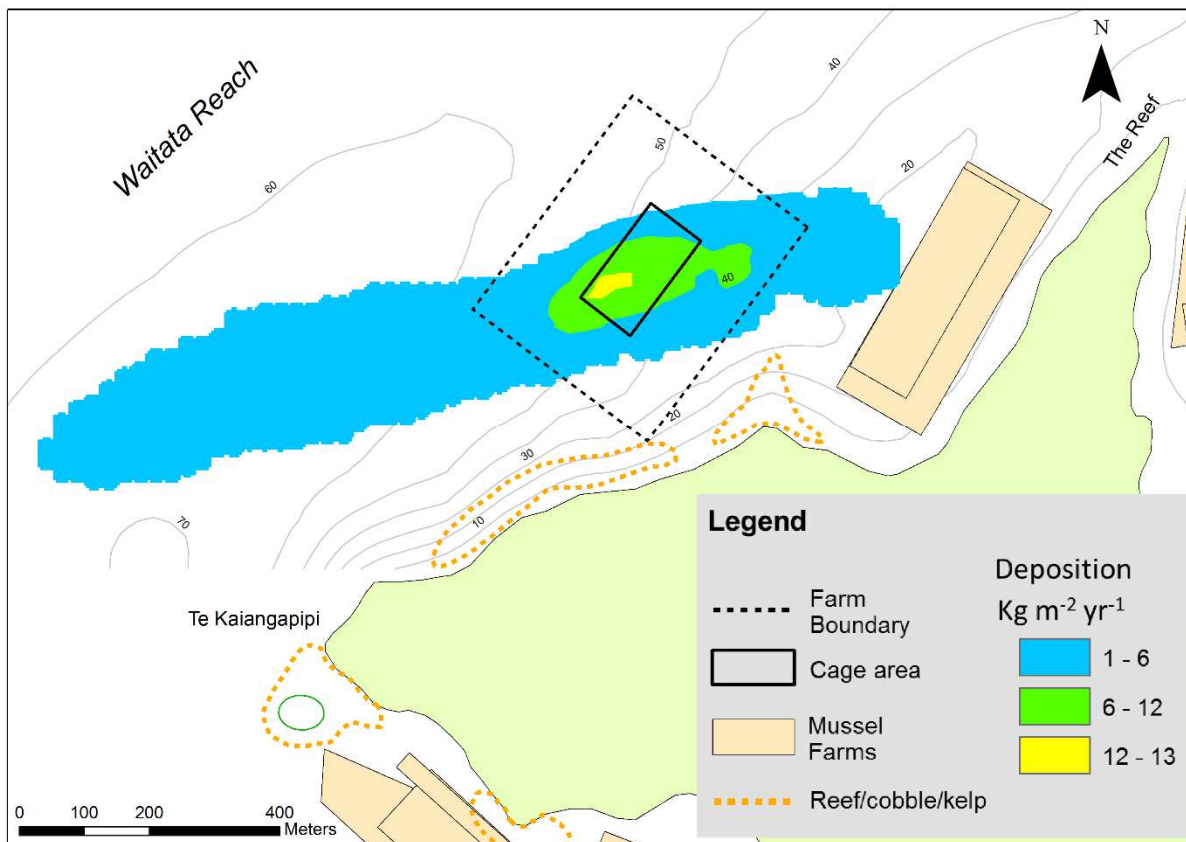 Waitata Reach
N
The Reef
40
50
60
20
40
20
30
10
70
Te Kaiangapipi
0 100 200 400
Meters
Legend
Farm
Boundary
Cage area
Mussel
Farms
Reef/cobble/kelp
Deposition
Kg m⁻² yr⁻¹
1 - 6
6 - 12
12 - 13